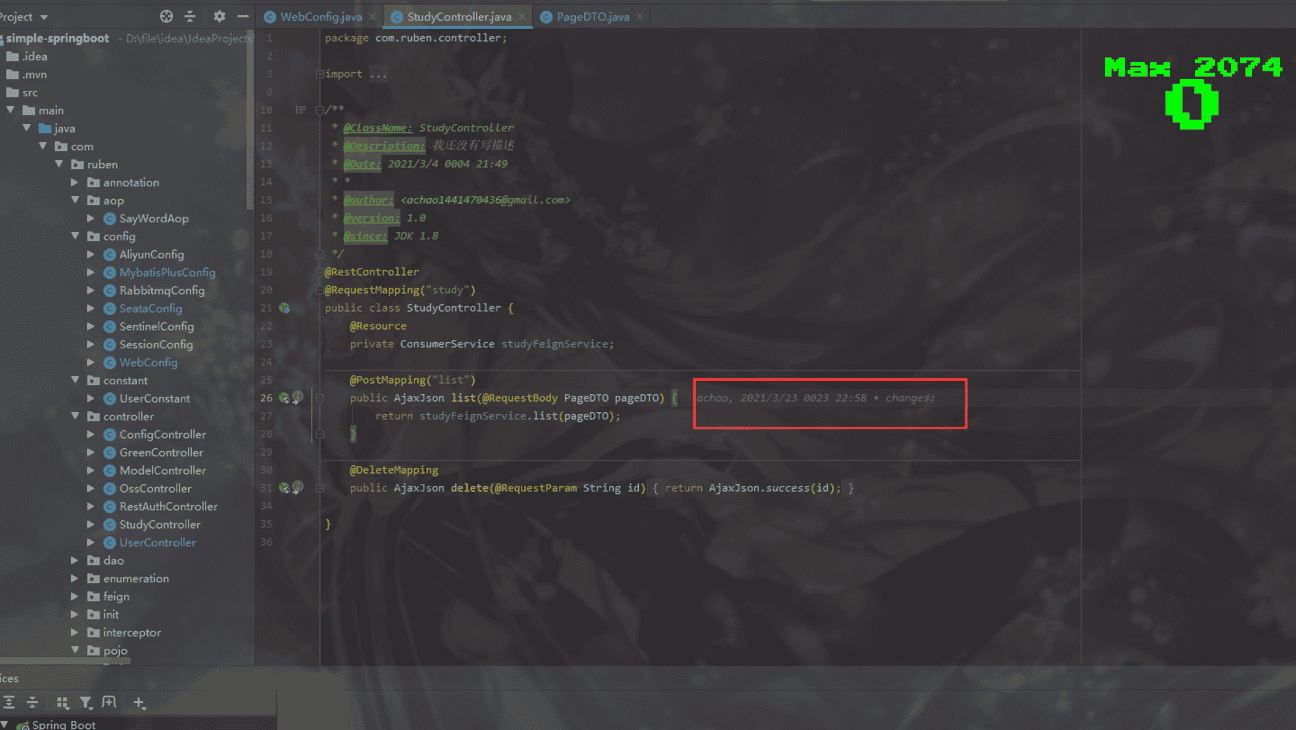 Project
WebConfig.java
StudyController.java
PageDTO.java
simple-springboot - D:\file\idea\IdeaProjects
.idea
.mvn
src
main
java
com
ruben
annotation
aop
SayWordAop
config
AliyunConfig
MybatisPlusConfig
RabbitmqConfig
SeataConfig
SentinelConfig
SessionConfig
WebConfig
constant
UserConstant
controller
ConfigController
GreenController
ModelController
OssController
RestAuthController
StudyController
UserController
dao
enumeration
feign
init
interceptor
pojo
1 package com.ruben.controller;
2
3 import ...
9
10 /**
11 * @ClassName: StudyController
12 * @Description: 我还没有写描述
13 * @Date: 2021/3/4 0004 21:49
14 * *
15 * @author: <achao1441470436@gmail.com>
16 * @version: 1.0
17 * @since: JDK 1.8
18 */
19 @RestController
20 @RequestMapping("study")
21 public class StudyController {
22 @Resource
23 private ConsumerService studyFeignService;
24
25 @PostMapping("list")
26 public AjaxJson list(@RequestBody PageDTO pageDTO) { achao, 2021/3/23 0023 22:58 • changes:
27 return studyFeignService.list(pageDTO);
28 }
29
30 @DeleteMapping
31 public AjaxJson delete(@RequestParam String id) { return AjaxJson.success(id); }
34
35 }
36
Max 2074
0
ices
Spring Boot